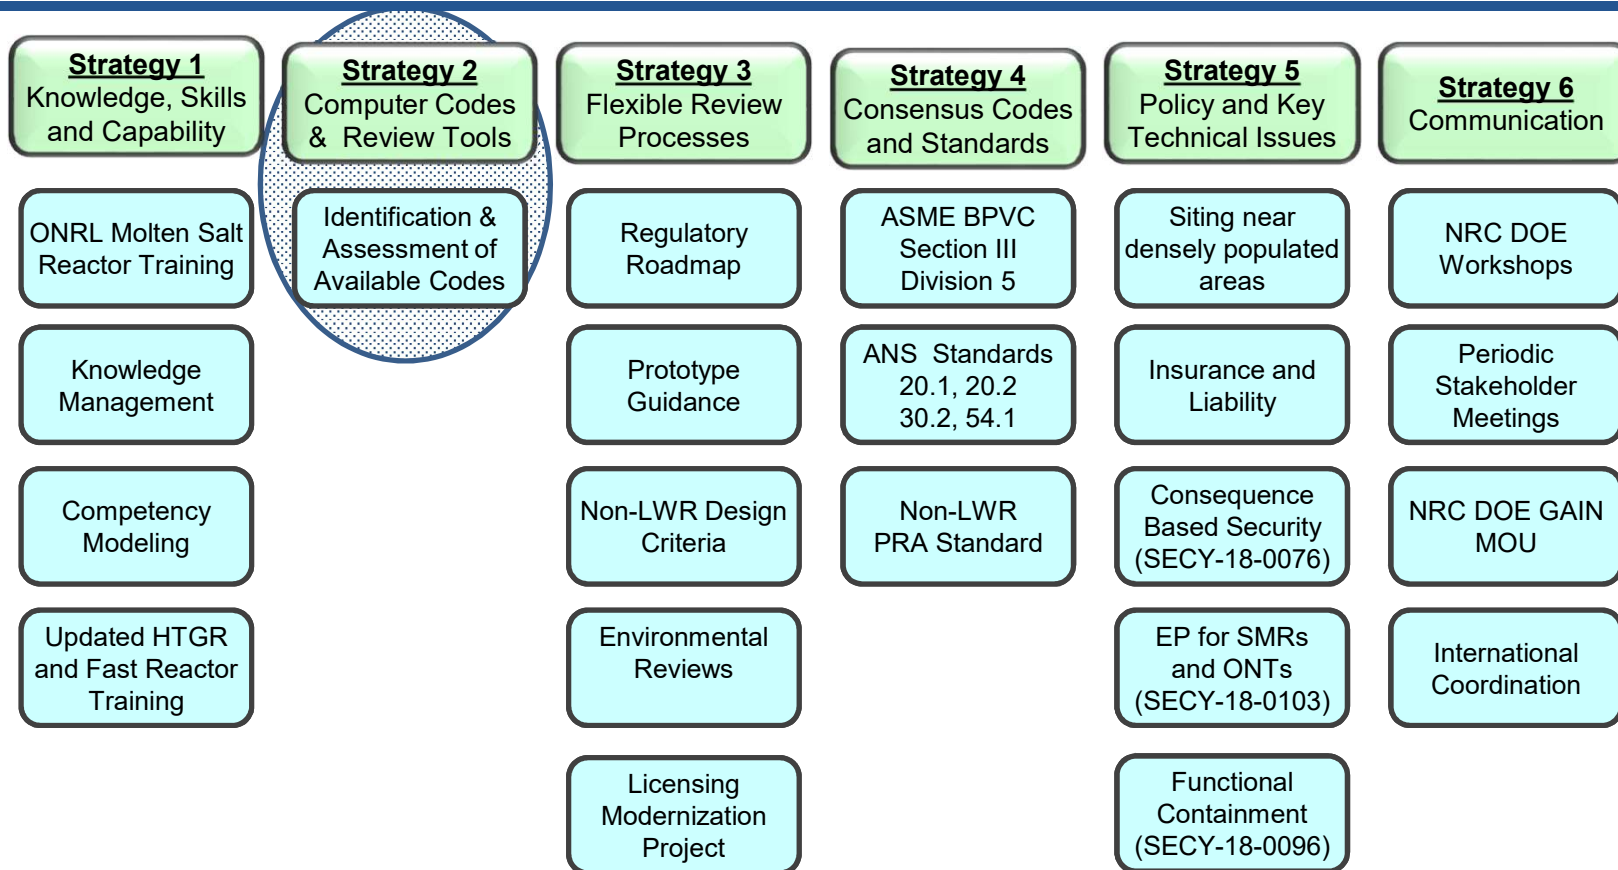 Strategy 1
Knowledge, Skills
and Capability
ONRL Molten Salt
Reactor Training
Knowledge
Management
Competency
Modeling
Updated HTGR
and Fast Reactor
Training
Strategy 2
Computer Codes
& Review Tools
Identification &
Assessment of
Available Codes
Strategy 3
Flexible Review
Processes
Regulatory
Roadmap
Prototype
Guidance
Non-LWR Design
Criteria
Environmental
Reviews
Licensing
Modernization
Project
Strategy 4
Consensus Codes
and Standards
ASME BPVC
Section III
Division 5
ANS Standards
20.1, 20.2
30.2, 54.1
Non-LWR
PRA Standard
Strategy 5
Policy and Key
Technical Issues
Siting near
densely populated
areas
Insurance and
Liability
Consequence
Based Security
(SECY-18-0076)
EP for SMRs
and ONTs
(SECY-18-0103)
Functional
Containment
(SECY-18-0096)
Strategy 6
Communication
NRC DOE
Workshops
Periodic
Stakeholder
Meetings
NRC DOE GAIN
MOU
International
Coordination